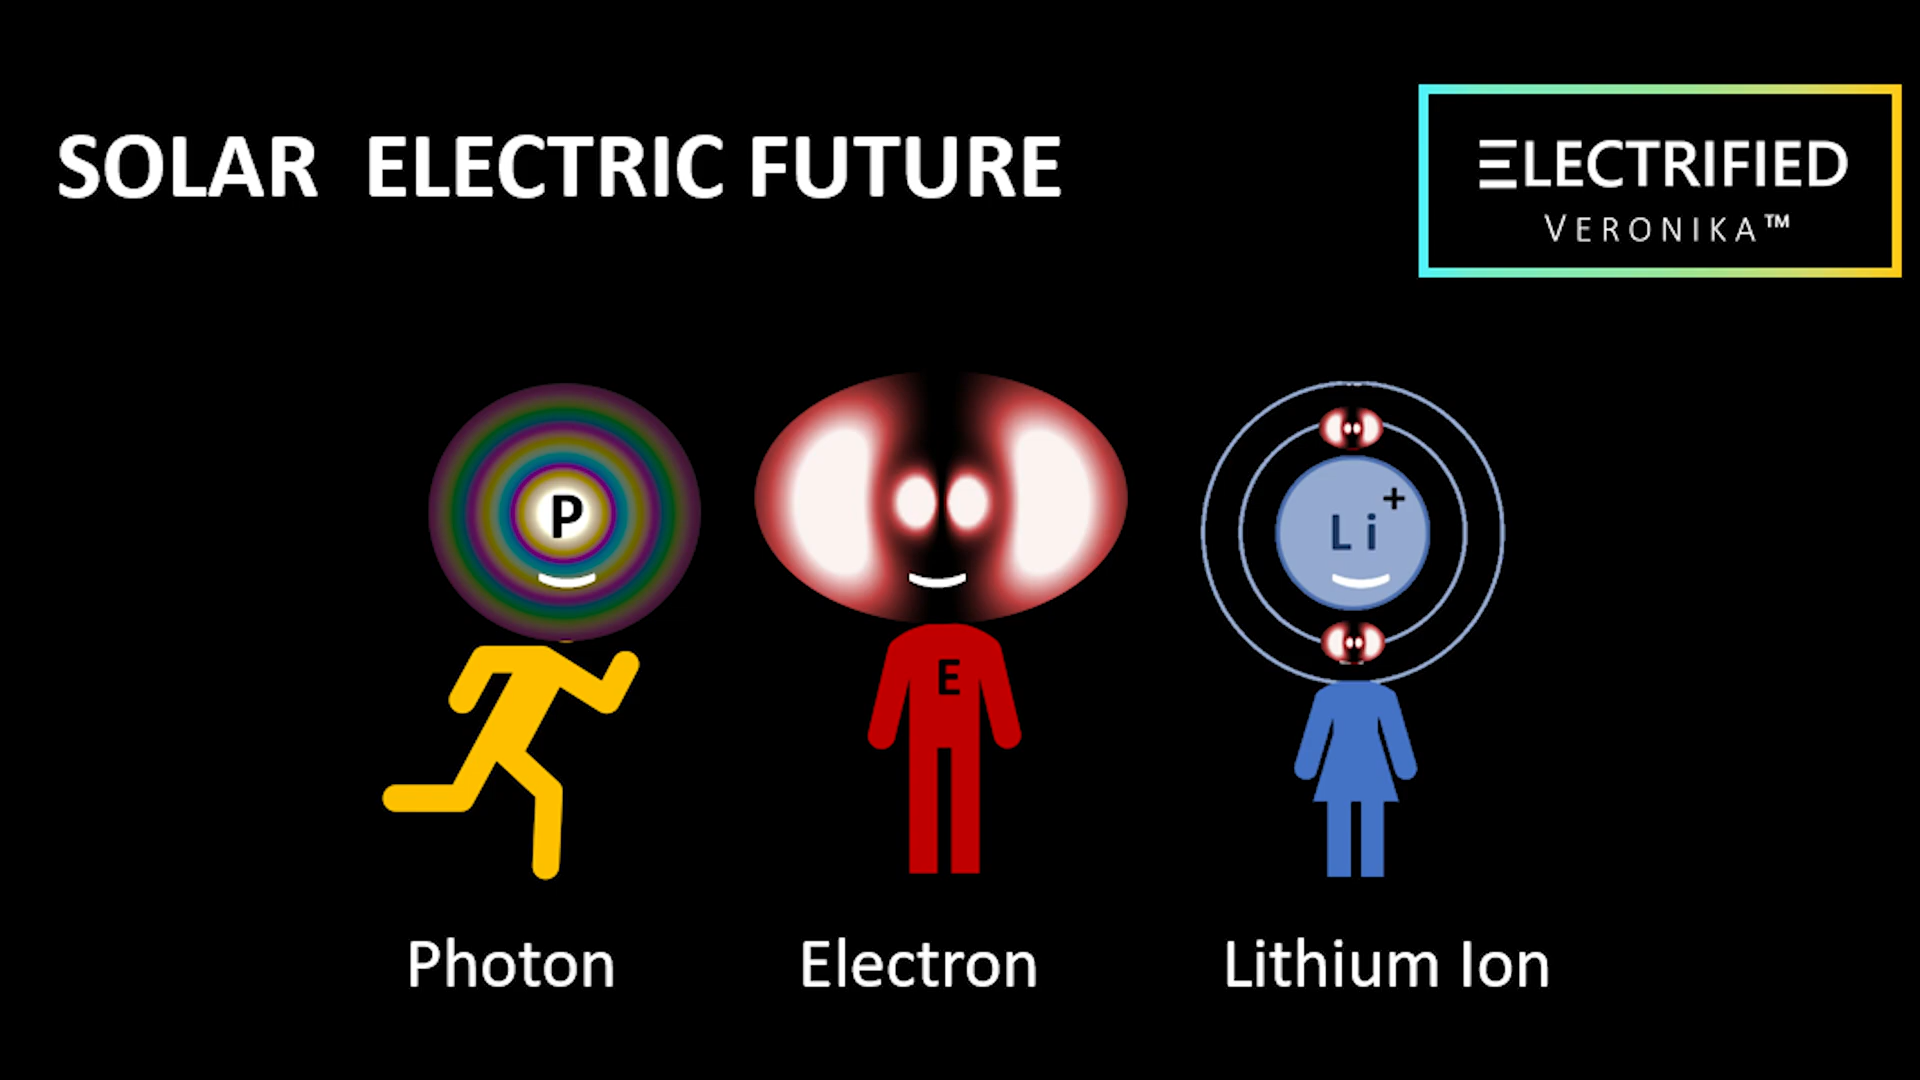 SOLAR ELECTRIC FUTURE
ELECTRIFIED
VERONIKA™
P
E
Li+
Photon
Electron
Lithium Ion